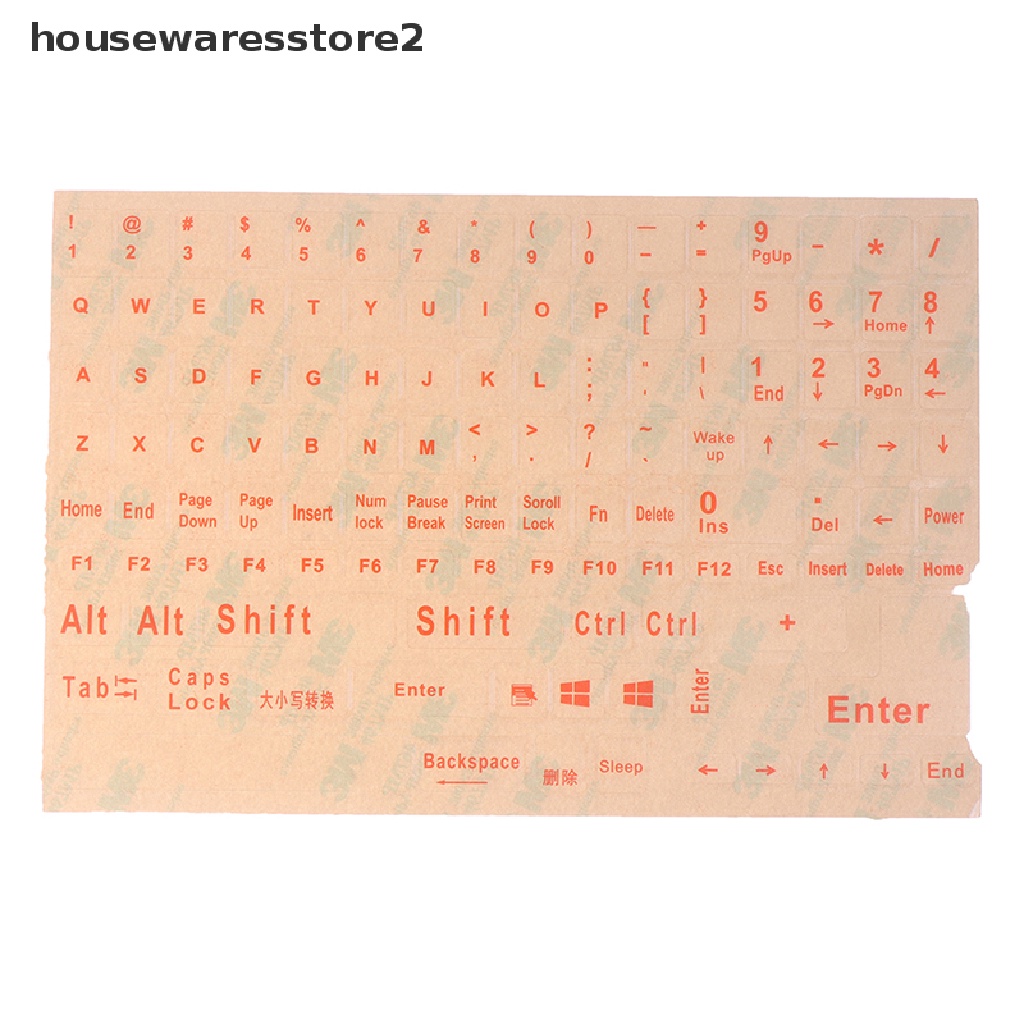 housewaresstore2
! @ # $ % ^ & * ( ) — + 9 – * /
1 2 3 4 5 6 7 8 9 0 – = PgUp
Q W E R T Y U I O P { } 5 6 7 8
[ ] → Home ↑
A S D F G H J K L : " | 1 2 3 4
; ' \ End ↓ PgDn ←
Z X C V B N M < > ? ~ Wake ↑ ← → ↓
, . / ` up
Home End Page Page Insert Num Pause Print Soroll Fn Delete 0 . ← Power
Down Up lock Break Screen Lock Ins Del
F1 F2 F3 F4 F5 F6 F7 F8 F9 F10 F11 F12 Esc Insert Delete Home
Alt Alt Shift Shift Ctrl Ctrl +
Tab Caps Enter Enter Enter
Lock 大小写转换
Backspace 删除 Sleep ← → ↑ ↓ End
←